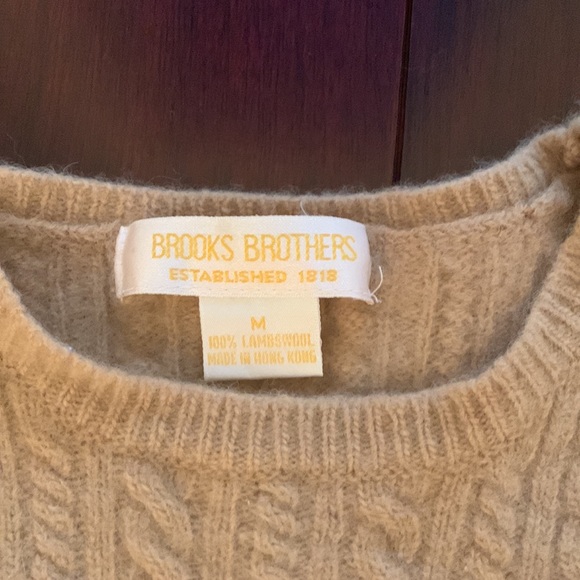 BROOKS BROTHERS
ESTABLISHED 1818
M
100% LAMBSWOOL
MADE IN HONG KONG